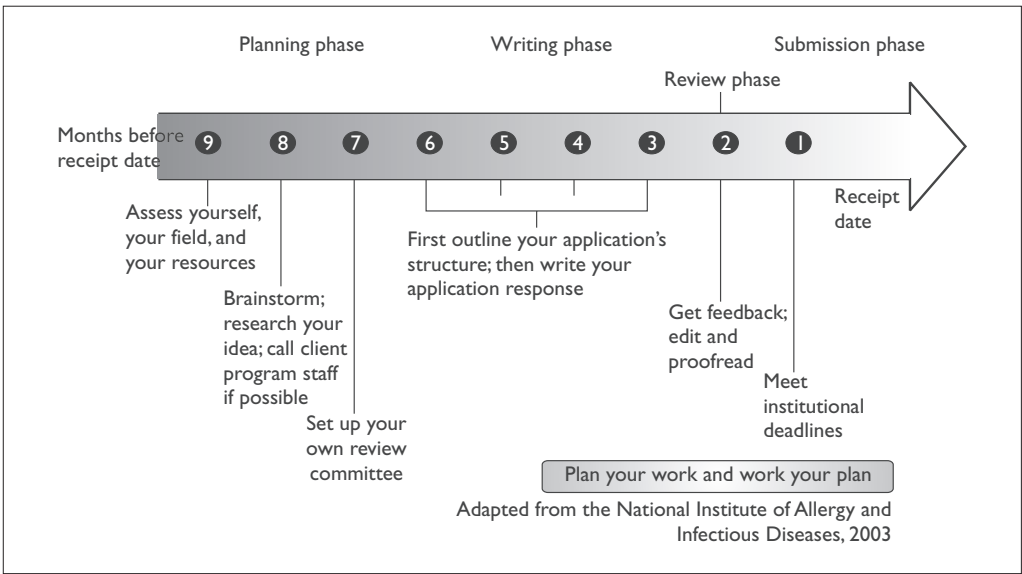 Planning phase
Writing phase
Submission phase
Review phase
Months before
receipt date
9
8
7
6
5
4
3
2
1
Receipt
date
Assess yourself,
your field, and
your resources
First outline your application's
structure; then write your
application response
Brainstorm;
research your
idea; call client
program staff
if possible
Get feedback;
edit and
proofread
Meet
institutional
deadlines
Set up your
own review
committee
Plan your work and work your plan
Adapted from the National Institute of Allergy and
Infectious Diseases, 2003